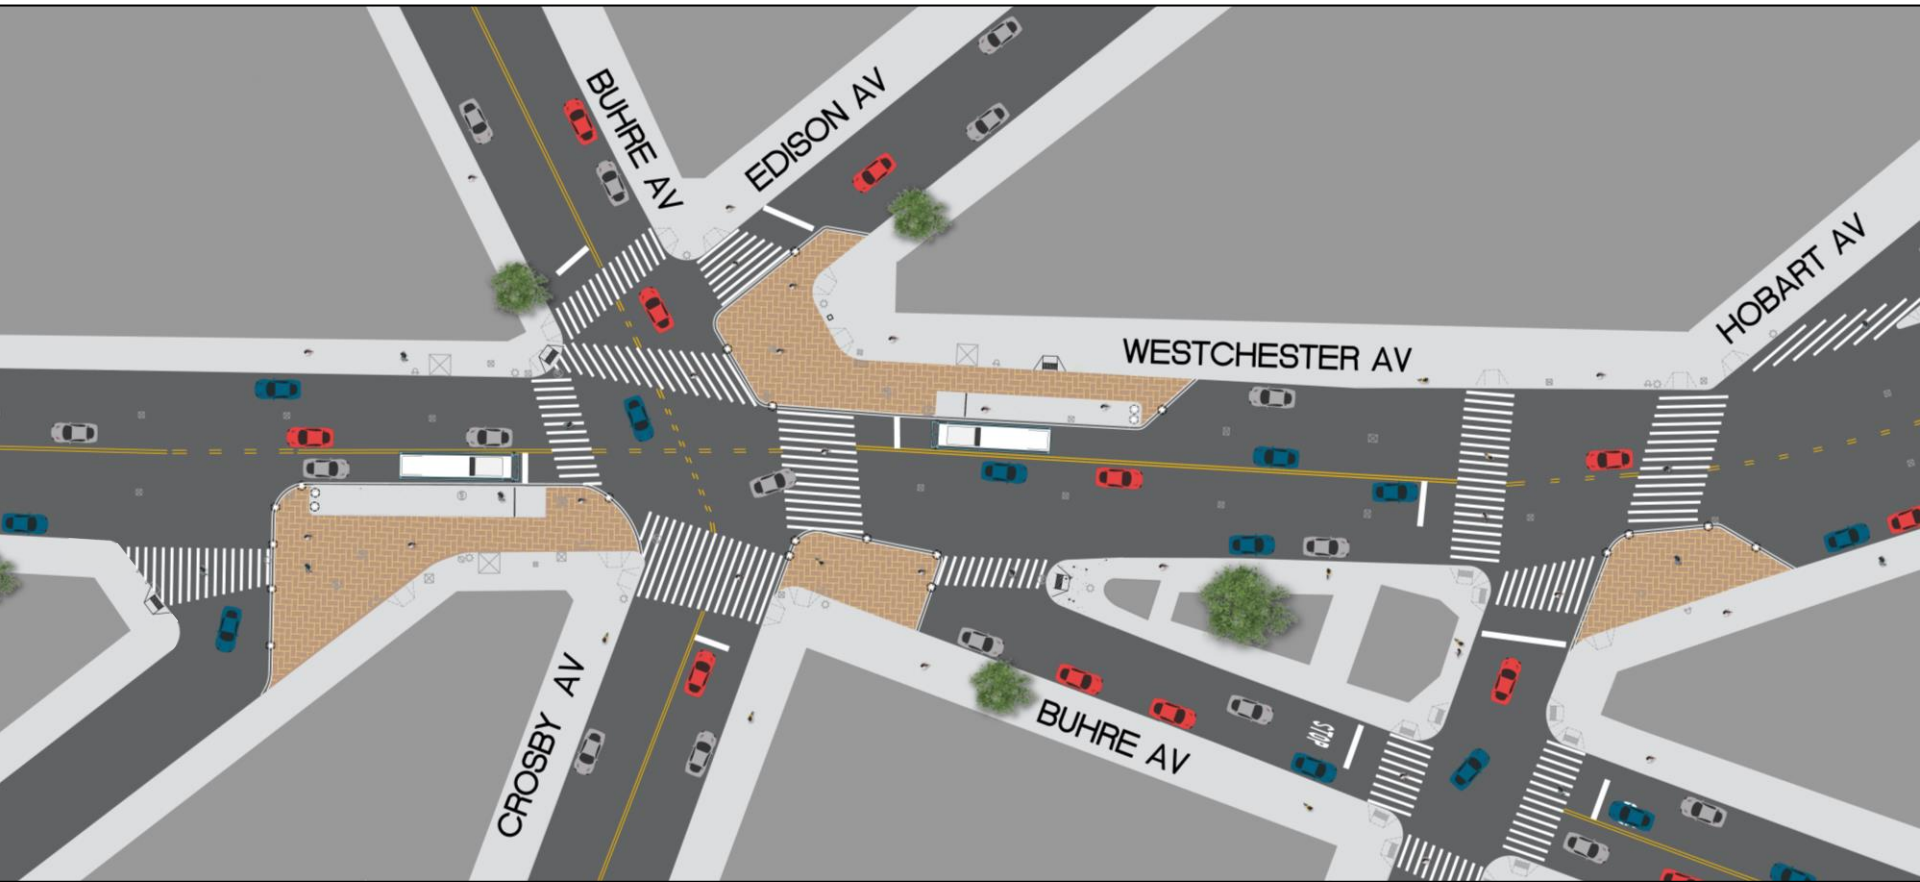 BUHRE AV
EDISON AV
HOBART AV
WESTCHESTER AV
CROSBY AV
BUHRE AV
STOP